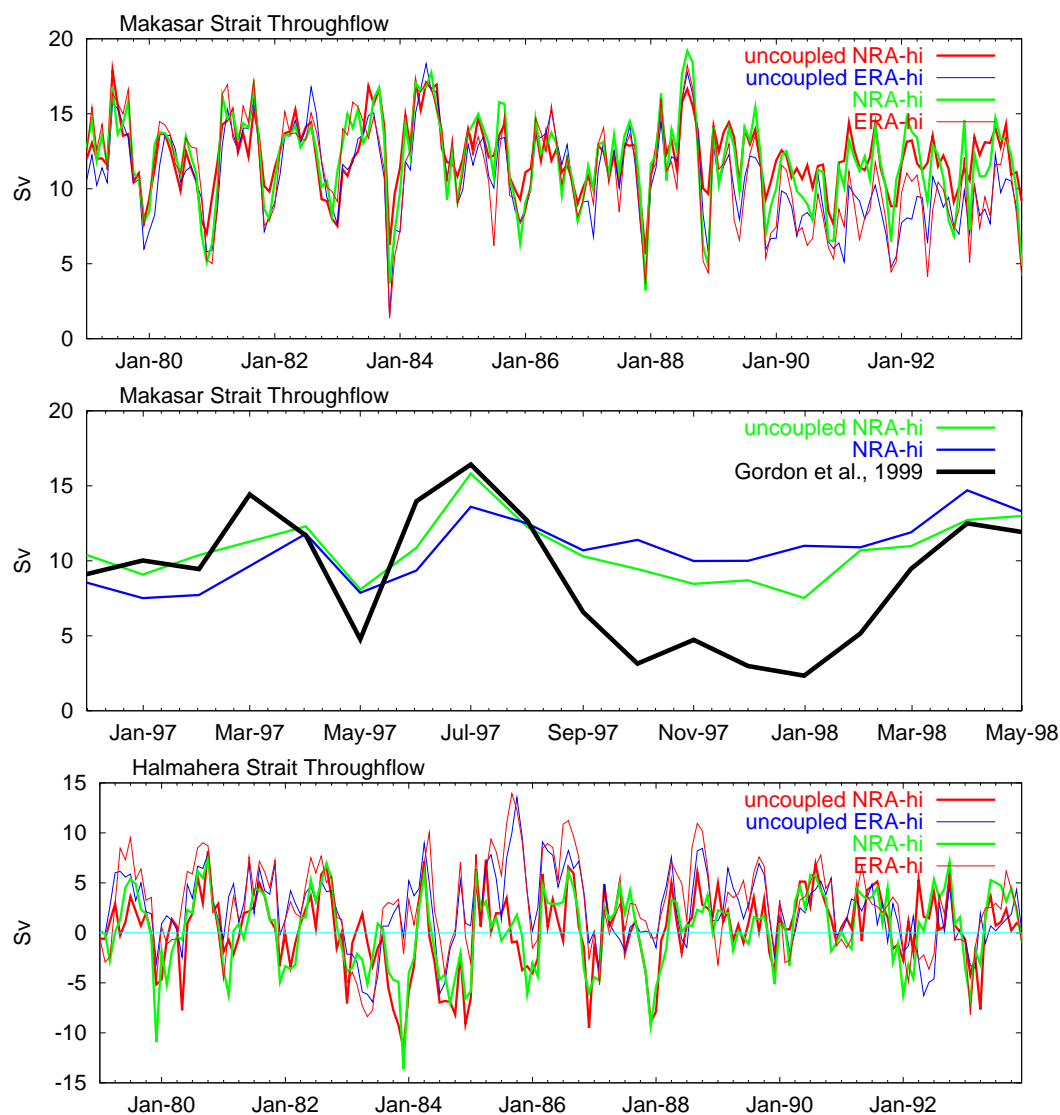 Makasar Strait Throughflow
20
15
10
5
0
Sv
uncoupled NRA-hi
uncoupled ERA-hi
NRA-hi
ERA-hi
Jan-80 Jan-82 Jan-84 Jan-86 Jan-88 Jan-90 Jan-92
Makasar Strait Throughflow
20
15
10
5
0
Sv
uncoupled NRA-hi
NRA-hi
Gordon et al., 1999
Jan-97 Mar-97 May-97 Jul-97 Sep-97 Nov-97 Jan-98 Mar-98 May-98
Halmahera Strait Throughflow
15
10
5
0
-5
-10
-15
Sv
uncoupled NRA-hi
uncoupled ERA-hi
NRA-hi
ERA-hi
Jan-80 Jan-82 Jan-84 Jan-86 Jan-88 Jan-90 Jan-92